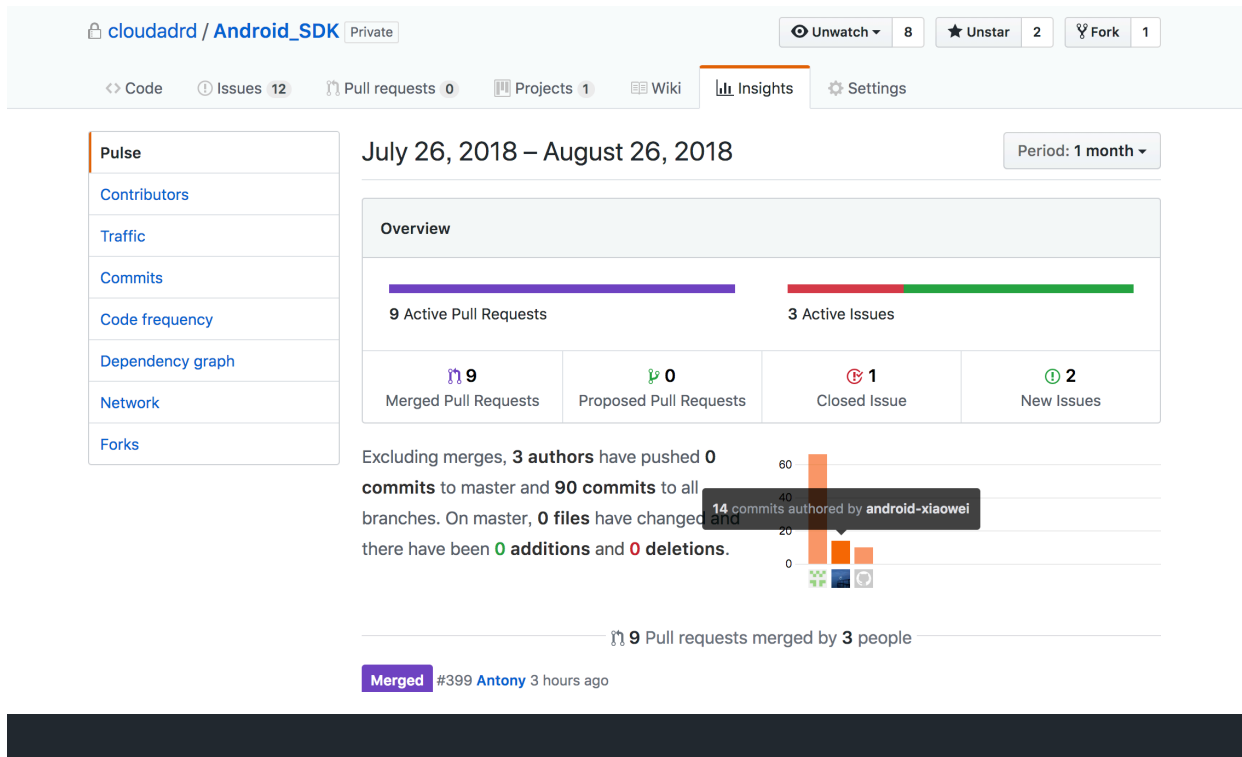 cloudadrd / Android_SDK Private
Unwatch 8 Unstar 2 Fork 1
Code Issues 12 Pull requests 0 Projects 1 Wiki Insights Settings
Pulse
Contributors
Traffic
Commits
Code frequency
Dependency graph
Network
Forks
July 26, 2018 – August 26, 2018
Period: 1 month
Overview
9 Active Pull Requests
3 Active Issues
9
Merged Pull Requests
0
Proposed Pull Requests
1
Closed Issue
2
New Issues
Excluding merges, 3 authors have pushed 0
commits to master and 90 commits to all
branches. On master, 0 files have changed and
there have been 0 additions and 0 deletions.
60
40
20
0
14 commits authored by android-xiaowei
9 Pull requests merged by 3 people
Merged #399 Antony 3 hours ago